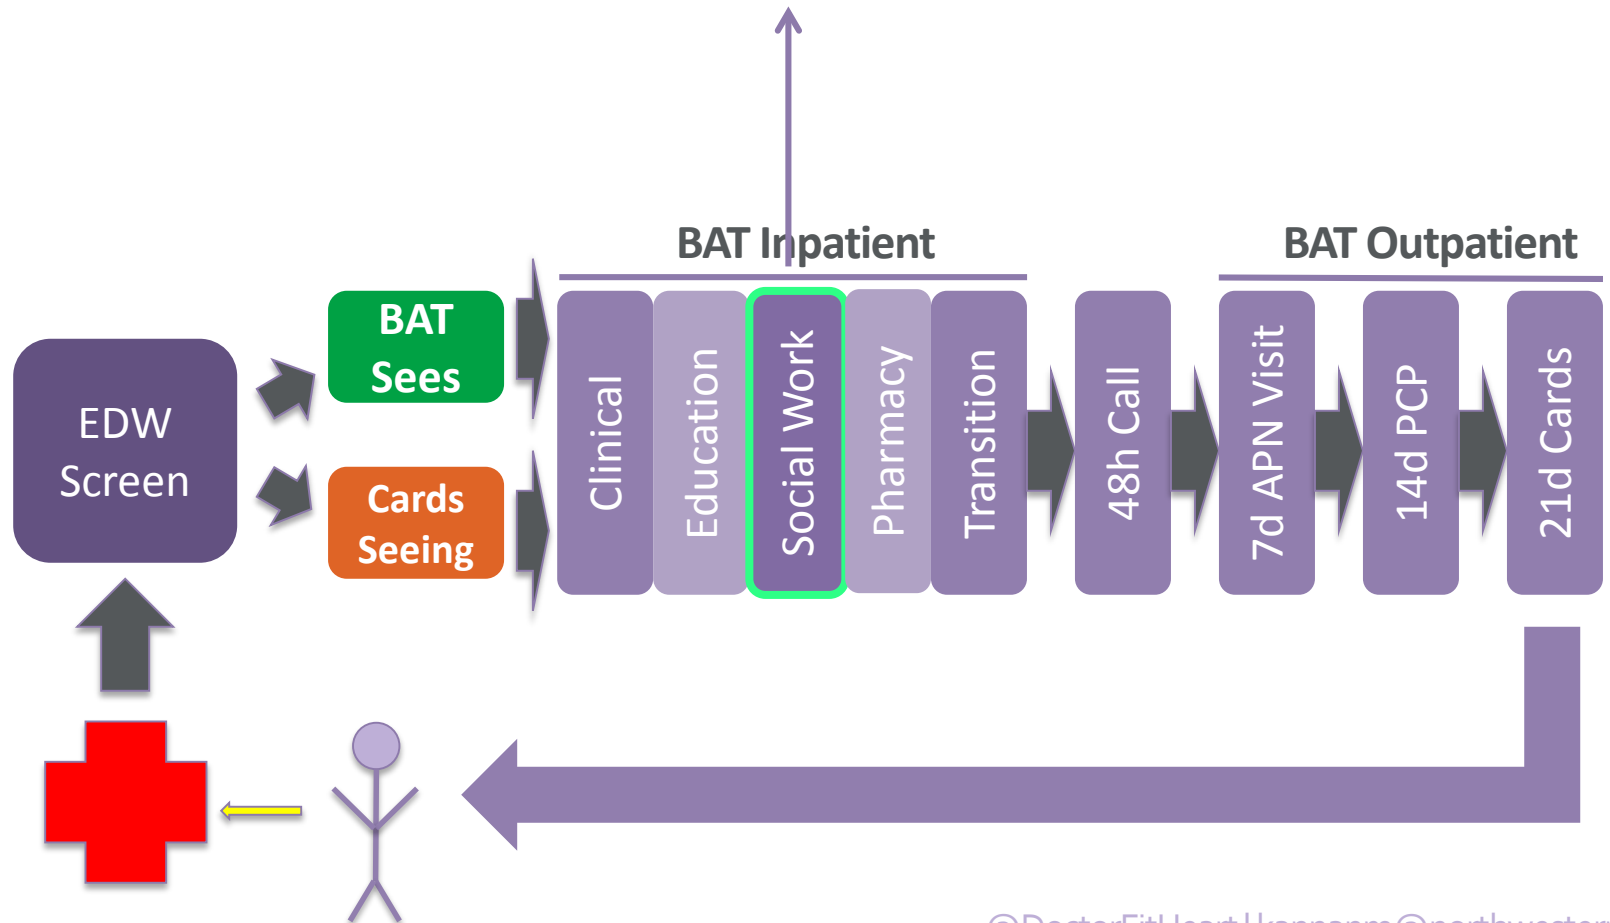 BAT Inpatient
BAT Outpatient
EDW
Screen
BAT
Sees
Cards
Seeing
Clinical
Education
Social Work
Pharmacy
Transition
48h Call
7d APN Visit
14d PCP
21d Cards